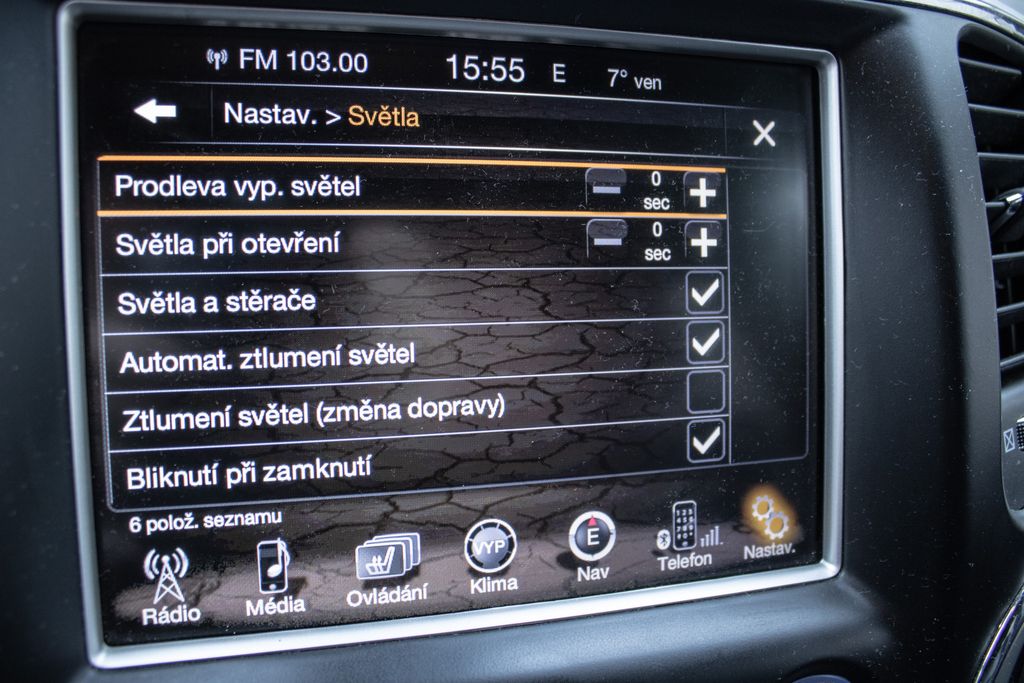 FM 103.00 15:55 E 7° ven
Nastav. > Světla
Prodleva vyp. světel 0 sec
Světla při otevření 0 sec
Světla a stěrače
Automat. ztlumení světel
Ztlumení světel (změna dopravy)
Bliknutí při zamknutí
6 polož. seznamu
VYP E
Rádio Média Ovládání Klima Nav Telefon Nastav.